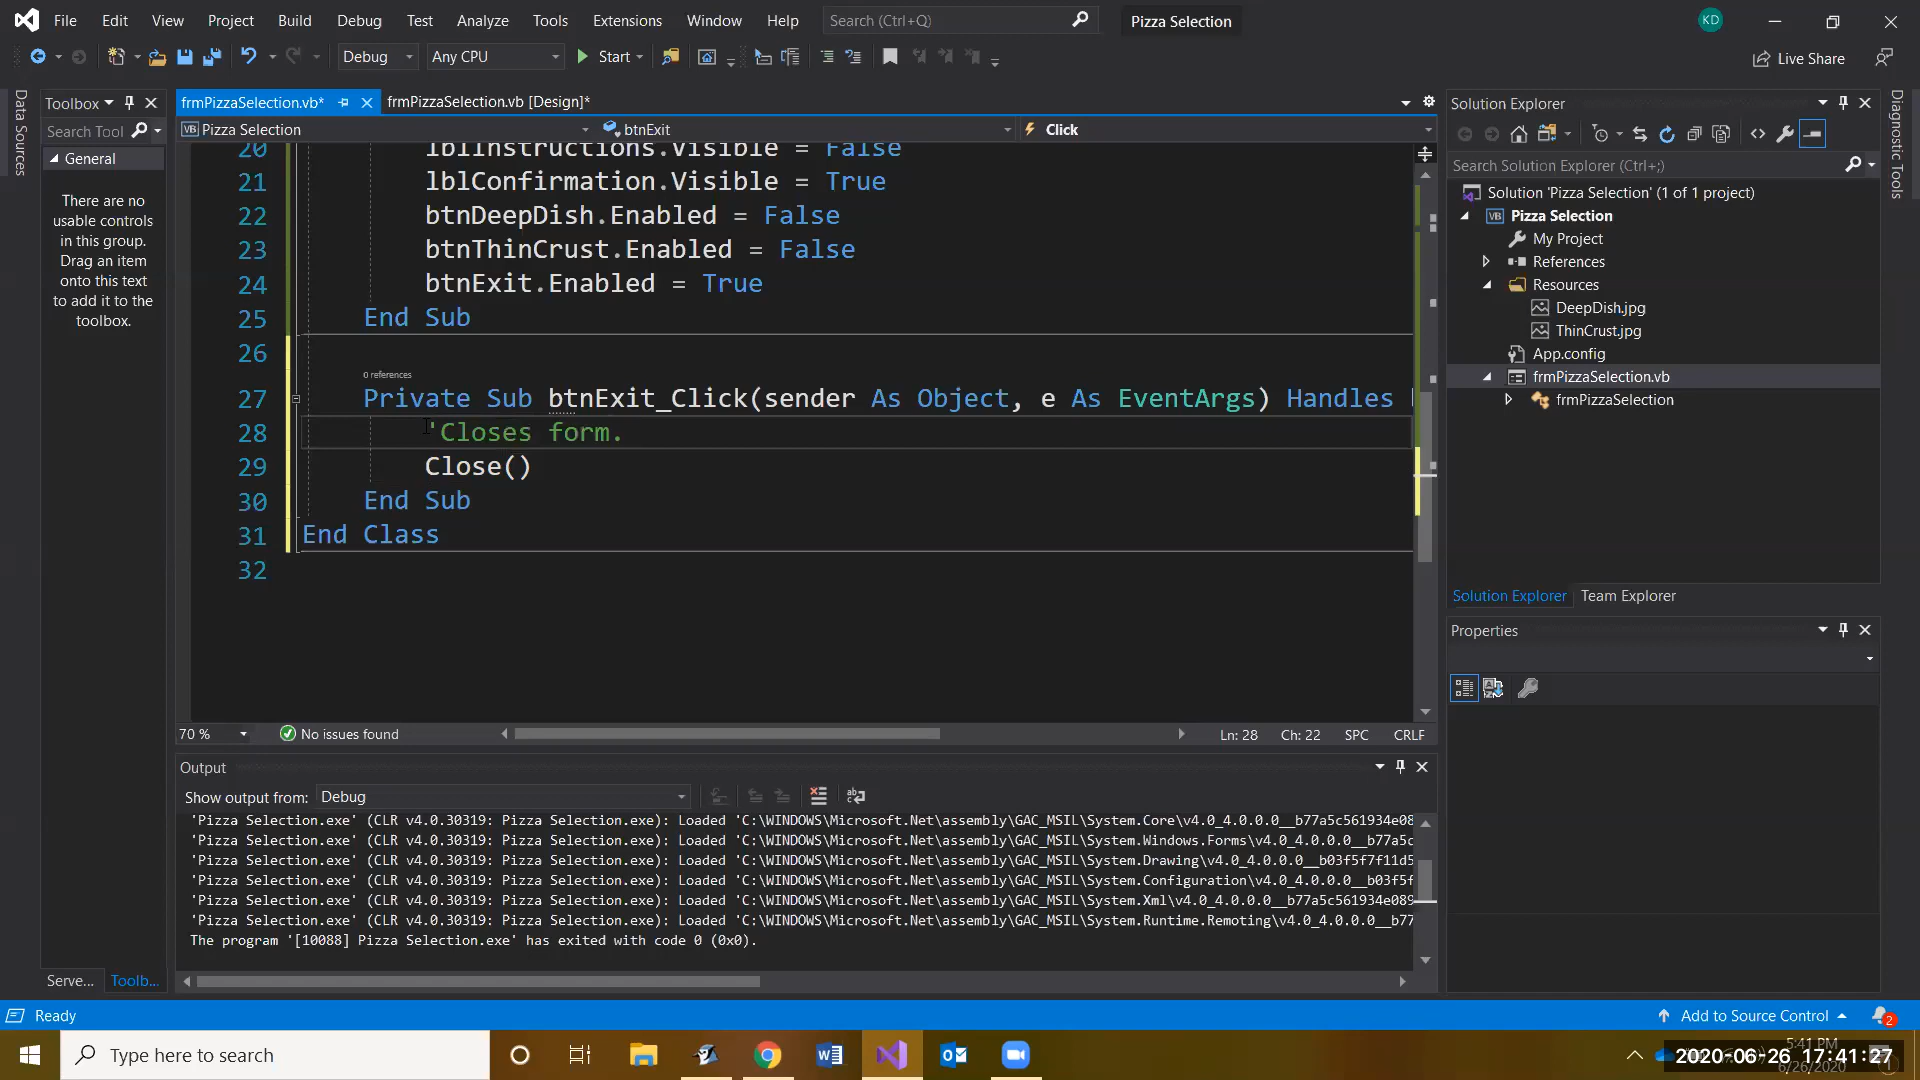 File Edit View Project Build Debug Test Analyze Tools Extensions Window Help Search (Ctrl+Q) Pizza Selection KD
Debug Any CPU Start Live Share
Data Sources
Toolbox
Search Tool
General
There are no
usable controls
in this group.
Drag an item
onto this text
to add it to the
toolbox.
Serve... Toolb...
frmPizzaSelection.vb* frmPizzaSelection.vb [Design]*
VB Pizza Selection btnExit Click
20 lblInstructions.Visible = False
21 lblConfirmation.Visible = True
22 btnDeepDish.Enabled = False
23 btnThinCrust.Enabled = False
24 btnExit.Enabled = True
25 End Sub
26
0 references
27 Private Sub btnExit_Click(sender As Object, e As EventArgs) Handles
28 'Closes form.
29 Close()
30 End Sub
31 End Class
32
70 % No issues found Ln: 28 Ch: 22 SPC CRLF
Output
Show output from: Debug
'Pizza Selection.exe' (CLR v4.0.30319: Pizza Selection.exe): Loaded 'C:\WINDOWS\Microsoft.Net\assembly\GAC_MSIL\System.Core\v4.0_4.0.0.0__b77a5c561934e08
'Pizza Selection.exe' (CLR v4.0.30319: Pizza Selection.exe): Loaded 'C:\WINDOWS\Microsoft.Net\assembly\GAC_MSIL\System.Windows.Forms\v4.0_4.0.0.0__b77a5c
'Pizza Selection.exe' (CLR v4.0.30319: Pizza Selection.exe): Loaded 'C:\WINDOWS\Microsoft.Net\assembly\GAC_MSIL\System.Drawing\v4.0_4.0.0.0__b03f5f7f11d5
'Pizza Selection.exe' (CLR v4.0.30319: Pizza Selection.exe): Loaded 'C:\WINDOWS\Microsoft.Net\assembly\GAC_MSIL\System.Configuration\v4.0_4.0.0.0__b03f5f
'Pizza Selection.exe' (CLR v4.0.30319: Pizza Selection.exe): Loaded 'C:\WINDOWS\Microsoft.Net\assembly\GAC_MSIL\System.Xml\v4.0_4.0.0.0__b77a5c561934e089
'Pizza Selection.exe' (CLR v4.0.30319: Pizza Selection.exe): Loaded 'C:\WINDOWS\Microsoft.Net\assembly\GAC_MSIL\System.Runtime.Remoting\v4.0_4.0.0.0__b77
The program '[10088] Pizza Selection.exe' has exited with code 0 (0x0).
Solution Explorer
Search Solution Explorer (Ctrl+;)
Solution 'Pizza Selection' (1 of 1 project)
VB Pizza Selection
My Project
References
Resources
DeepDish.jpg
ThinCrust.jpg
App.config
frmPizzaSelection.vb
frmPizzaSelection
Solution Explorer Team Explorer
Properties
Diagnostic Tools
Ready Add to Source Control 2
Type here to search
5:41 PM
2020-06-26 17:41:27
6/26/2020